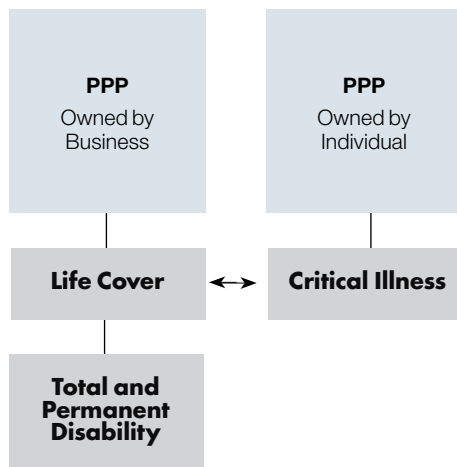 PPP
Owned by
Business
PPP
Owned by
Individual
Life Cover
Critical Illness
Total and
Permanent
Disability